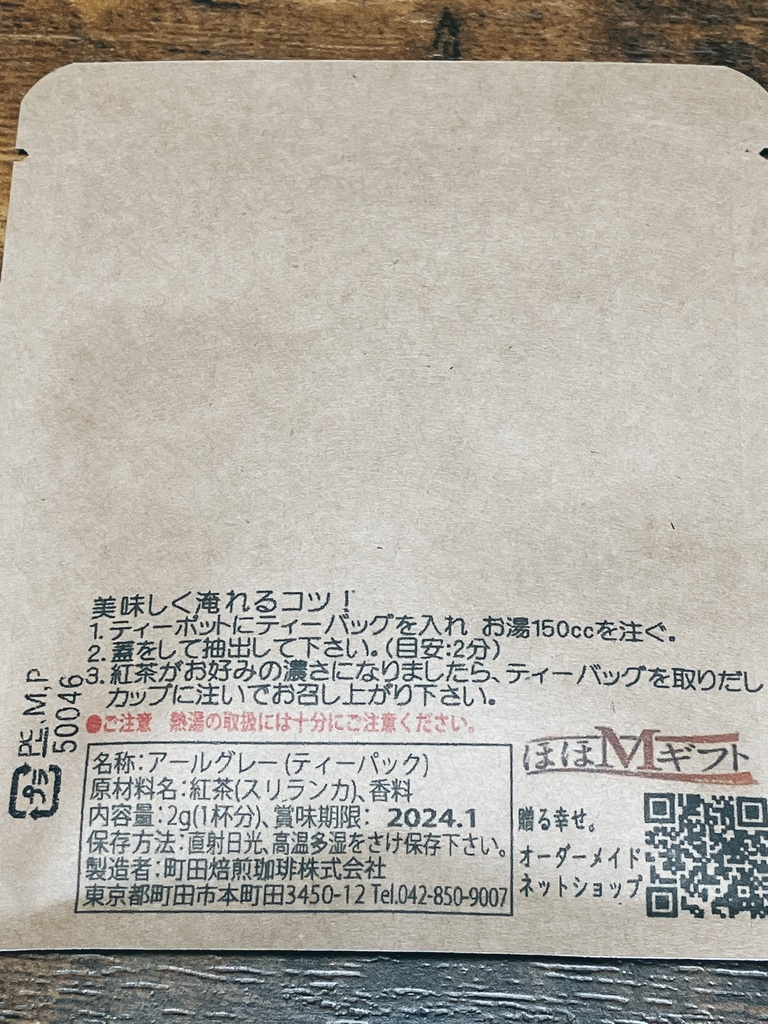 美味しく淹れるコツ！
1. ティーポットにティーバッグを入れ お湯150ccを注ぐ。
2. 蓋をして抽出して下さい。(目安:2分)
3. 紅茶がお好みの濃さになりましたら、ティーバッグを取りだし
カップに注いでお召し上がり下さい。
●ご注意 熱湯の取扱には十分にご注意ください。
名称:アールグレー (ティーパック)
原材料名:紅茶(スリランカ)、香料
内容量:2g(1杯分)、賞味期限: 2024.1
保存方法:直射日光、高温多湿をさけ保存下さい。
製造者:町田焙煎珈琲株式会社
東京都町田市本町田3450-12 Tel.042-850-9007
プラ
PE,M,P
50046
ほほMギフト
贈る幸せ。
オーダーメイド
ネットショップ